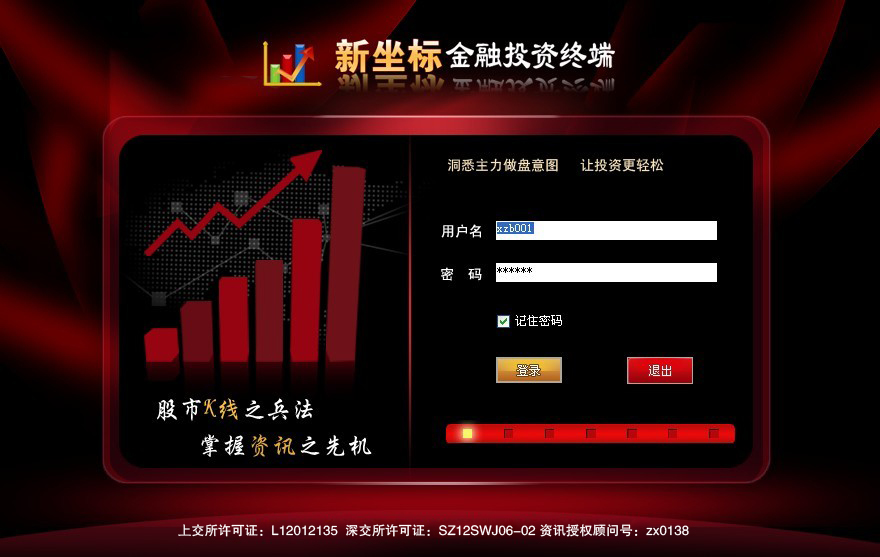 新坐标金融投资终端
洞悉主力做盘意图 让投资更轻松
用户名 xzb001
密 码 ******
记住密码
登录 退出
股市K线之兵法
掌握资讯之先机
上交所许可证：L12012135 深交所许可证：SZ12SWJ06-02 资讯授权顾问号：zx0138